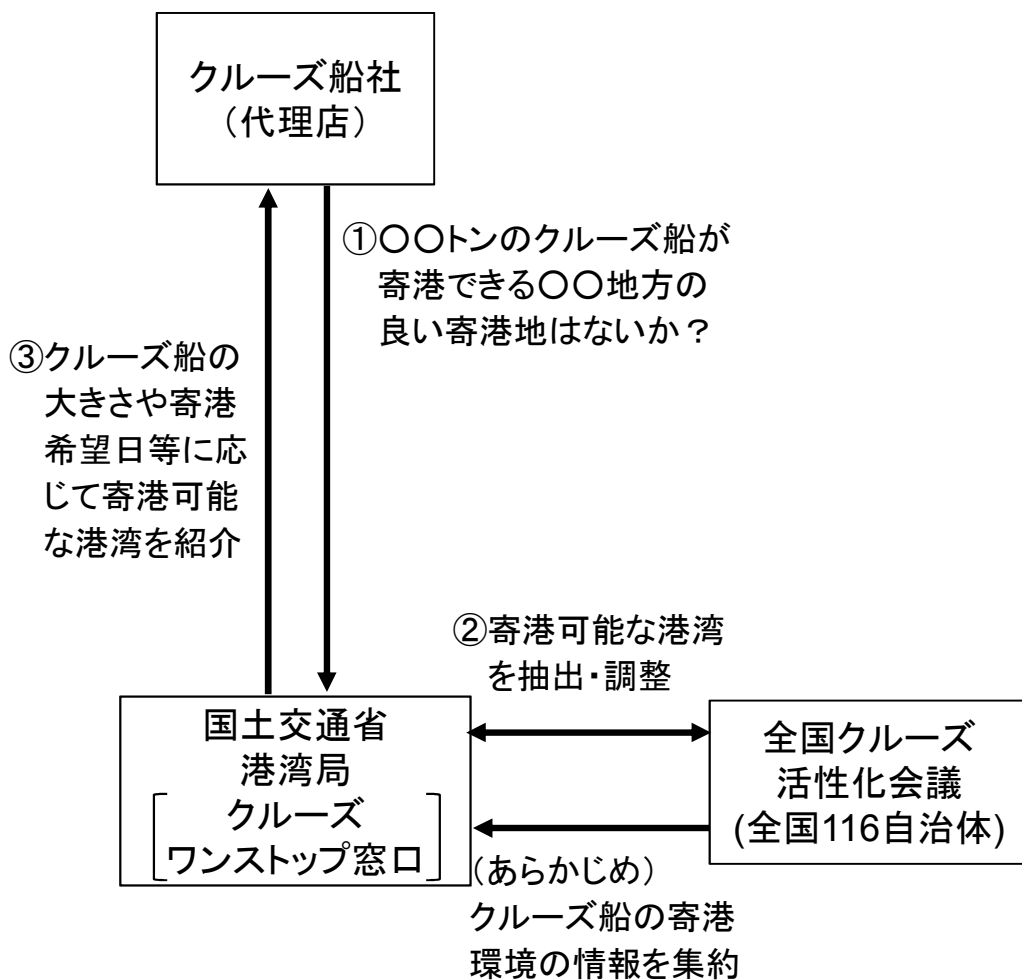 クルーズ船社
（代理店）
①〇〇トンのクルーズ船が
寄港できる〇〇地方の
良い寄港地はないか？
③クルーズ船の
大きさや寄港
希望日等に応
じて寄港可能
な港湾を紹介
②寄港可能な港湾
を抽出・調整
国土交通省
港湾局
クルーズ
ワンストップ窓口
全国クルーズ
活性化会議
(全国116自治体)
（あらかじめ）
クルーズ船の寄港
環境の情報を集約